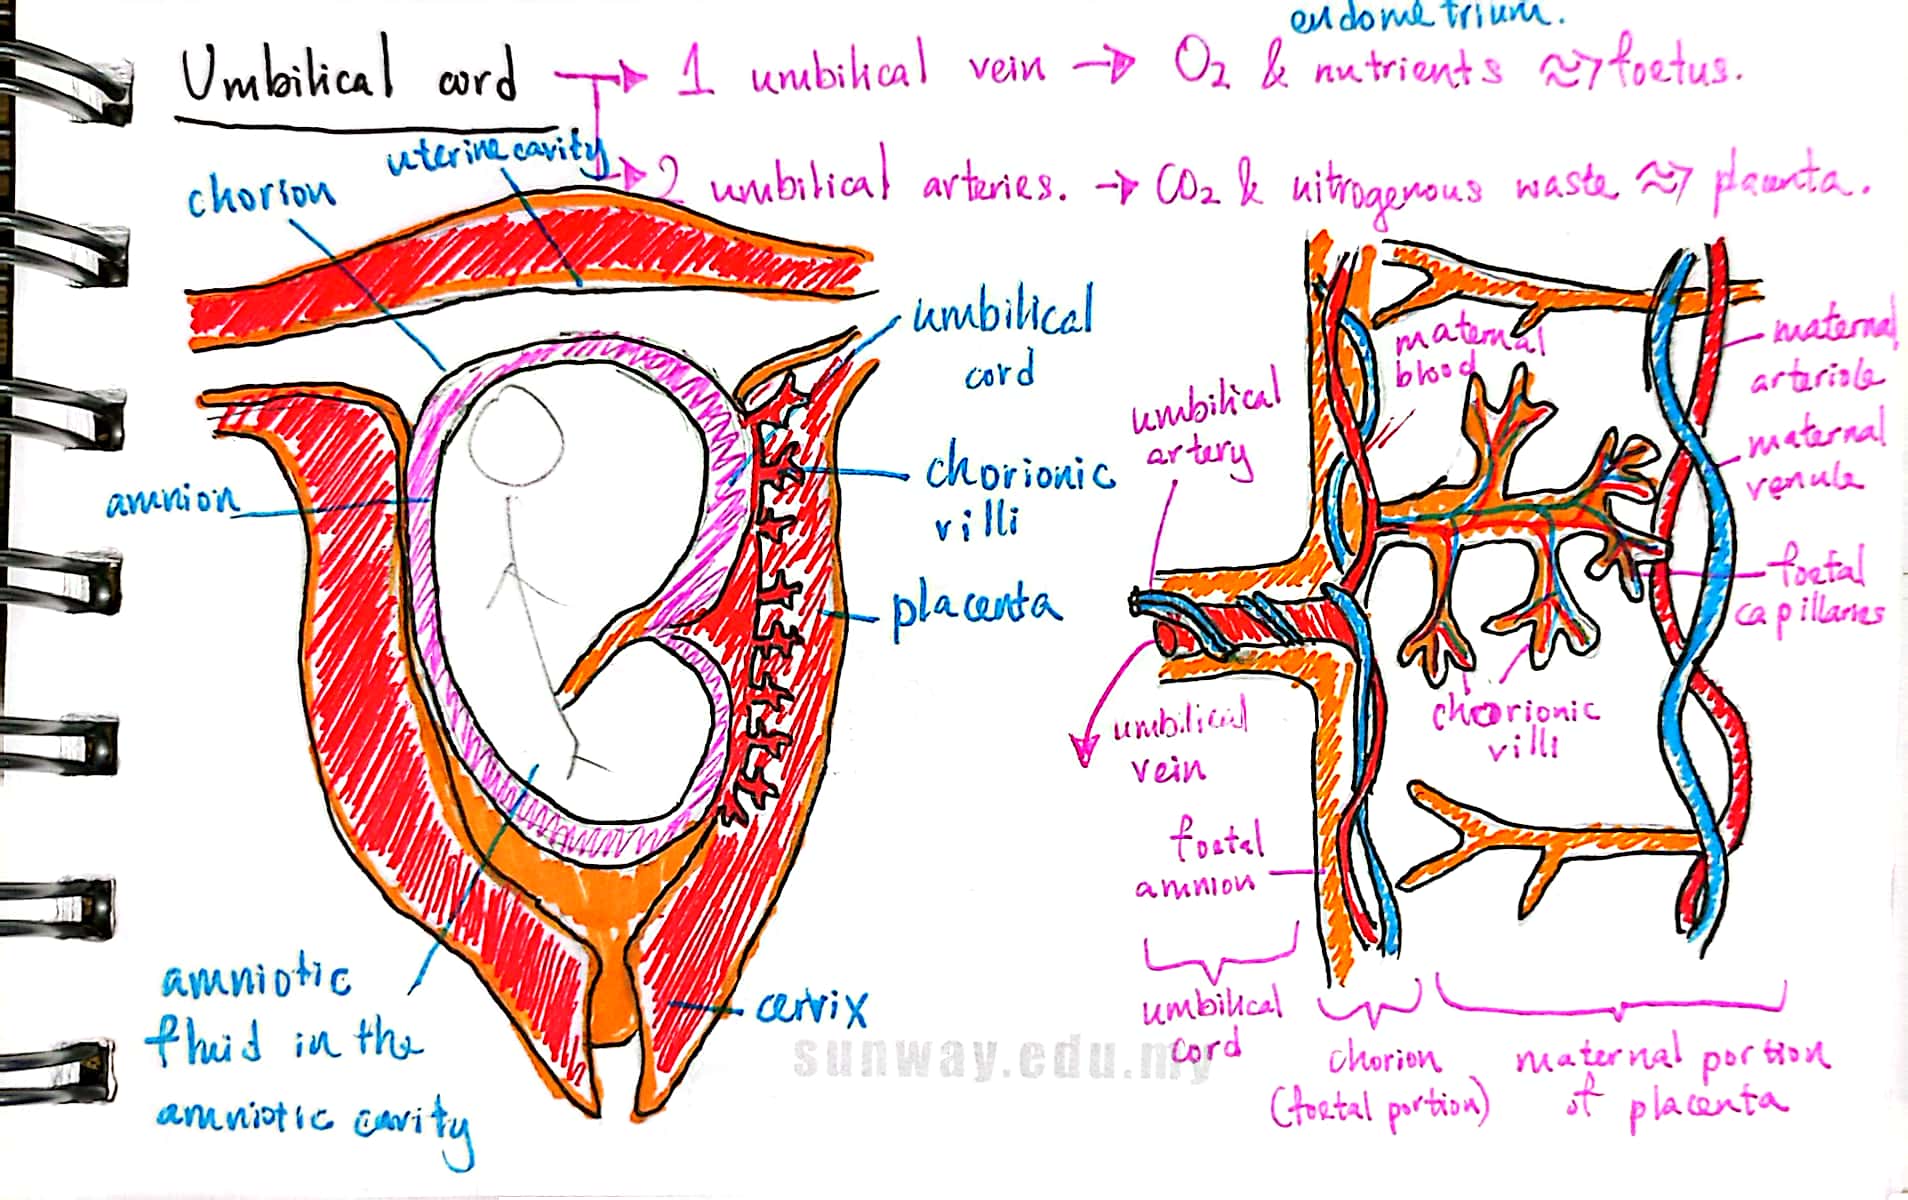 endometrium.
Umbilical cord → 1 umbilical vein → O2 & nutrients ⇝ foetus.
→ 2 umbilical arteries. → CO2 & nitrogenous waste ⇝ placenta.
uterine cavity
chorion
umbilical
cord
chorionic
villi
amnion
placenta
amniotic
fluid in the
amniotic cavity
cervix
sunway.edu.my
maternal
blood
maternal
arteriole
maternal
venule
umbilical
artery
foetal
capillaries
chorionic
villi
umbilical
vein
foetal
amnion
umbilical
cord
chorion
(foetal portion)
maternal portion
of placenta